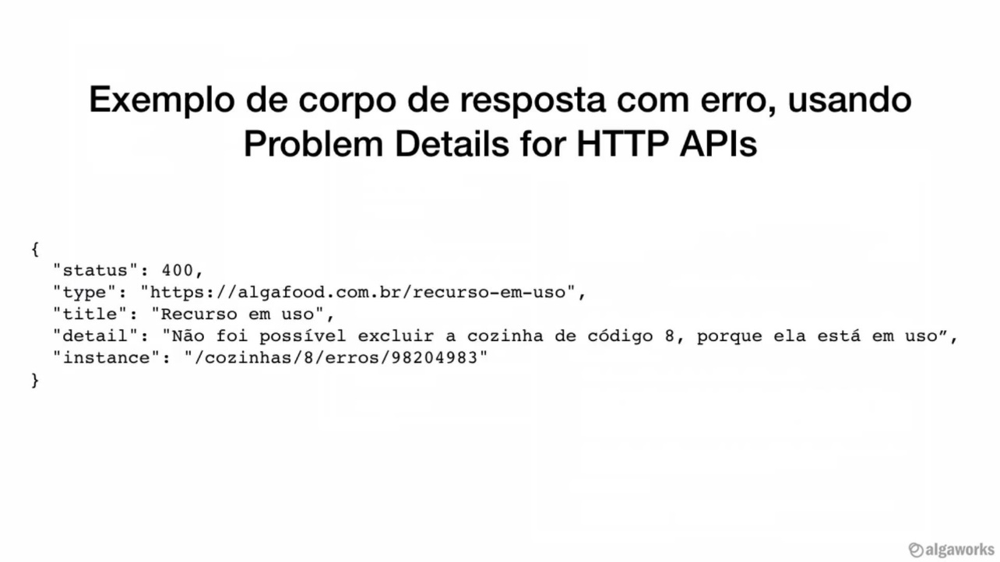 Exemplo de corpo de resposta com erro, usando
Problem Details for HTTP APIs
{
"status": 400,
"type": "https://algafood.com.br/recurso-em-uso",
"title": "Recurso em uso",
"detail": "Não foi possível excluir a cozinha de código 8, porque ela está em uso”,
"instance": "/cozinhas/8/erros/98204983"
}
algaworks